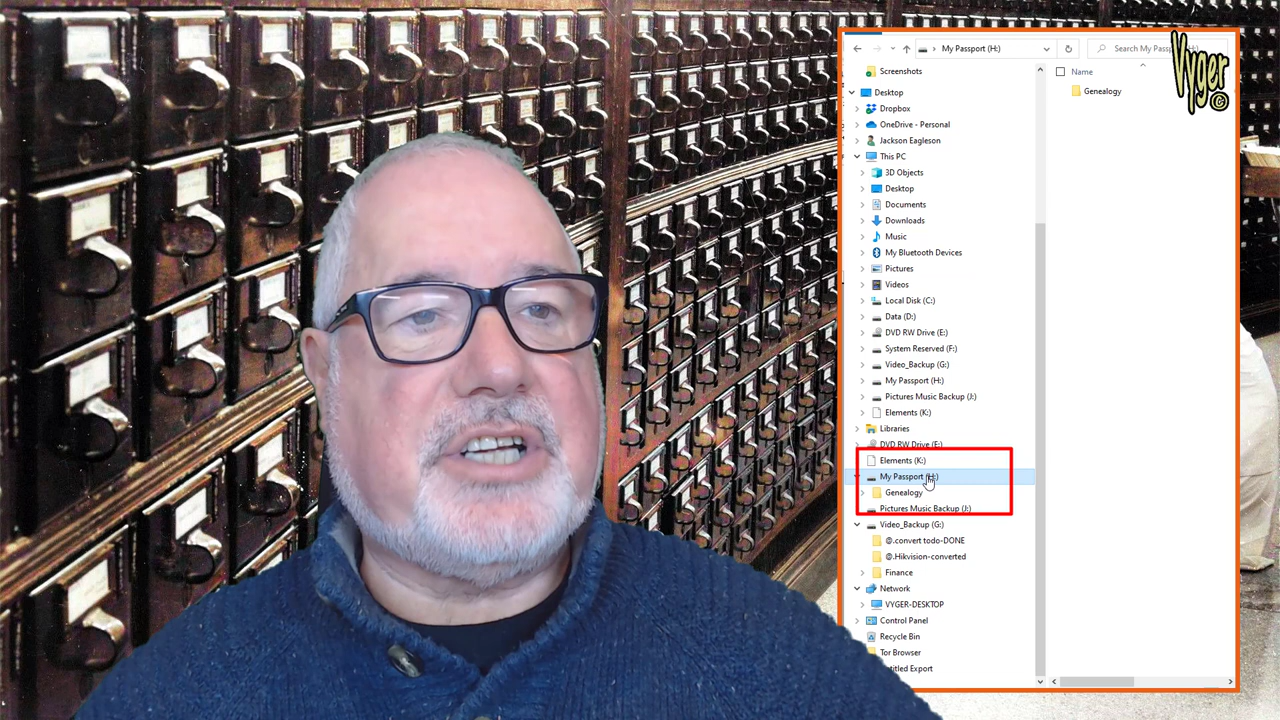 My Passport (H:)
Search My Pass
Vyger©
Screenshots
Name
Desktop
Genealogy
Dropbox
OneDrive - Personal
Jackson Eagleson
This PC
3D Objects
Desktop
Documents
Downloads
Music
My Bluetooth Devices
Pictures
Videos
Local Disk (C:)
Data (D:)
DVD RW Drive (E:)
System Reserved (F:)
Video_Backup (G:)
My Passport (H:)
Pictures Music Backup (J:)
Elements (K:)
Libraries
DVD RW Drive (E:)
Elements (K:)
My Passport (H:)
Genealogy
Pictures Music Backup (J:)
Video_Backup (G:)
@.convert todo-DONE
@.Hikvision-converted
Finance
Network
VYGER-DESKTOP
Control Panel
Recycle Bin
Tor Browser
titled Export